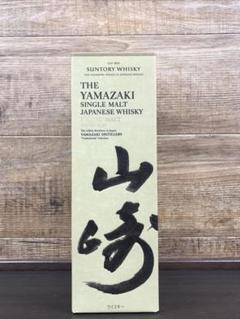 SUNTORY WHISKY
THE
YAMAZAKI
SINGLE MALT
JAPANESE WHISKY
YAMAZAKI DISTILLERY
山崎
ウイスキー